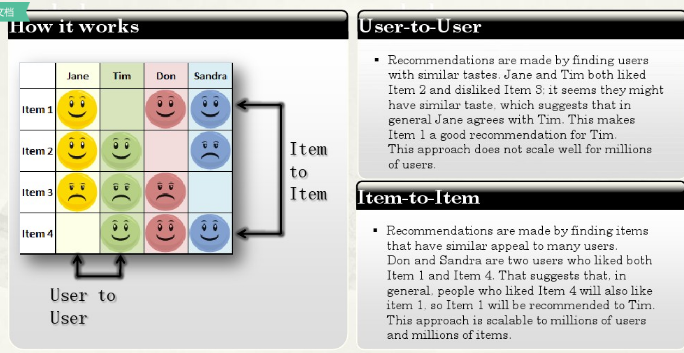 文档
How it works
Jane Tim Don Sandra
Item 1
Item 2
Item 3
Item 4
Item
to
Item
User to
User
User-to-User
▪ Recommendations are made by finding users
with similar tastes. Jane and Tim both liked
Item 2 and disliked Item 3; it seems they might
have similar taste, which suggests that in
general Jane agrees with Tim. This makes
Item 1 a good recommendation for Tim.
This approach does not scale well for millions
of users.
Item-to-Item
▪ Recommendations are made by finding items
that have similar appeal to many users.
Don and Sandra are two users who liked both
Item 1 and Item 4. That suggests that, in
general, people who liked Item 4 will also like
item 1, so Item 1 will be recommended to Tim.
This approach is scalable to millions of users
and millions of items.